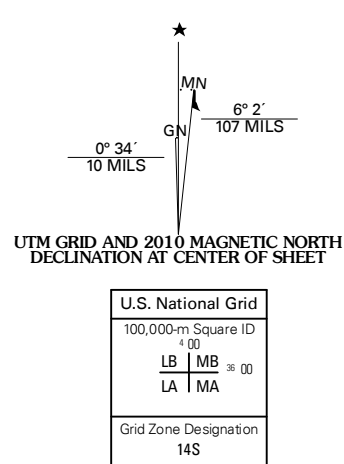 ★
MN
GN
6° 2´
107 MILS
0° 34´
10 MILS
UTM GRID AND 2010 MAGNETIC NORTH
DECLINATION AT CENTER OF SHEET
U.S. National Grid
100,000-m Square ID
4 00
LB MB 36 00
LA MA
Grid Zone Designation
14S